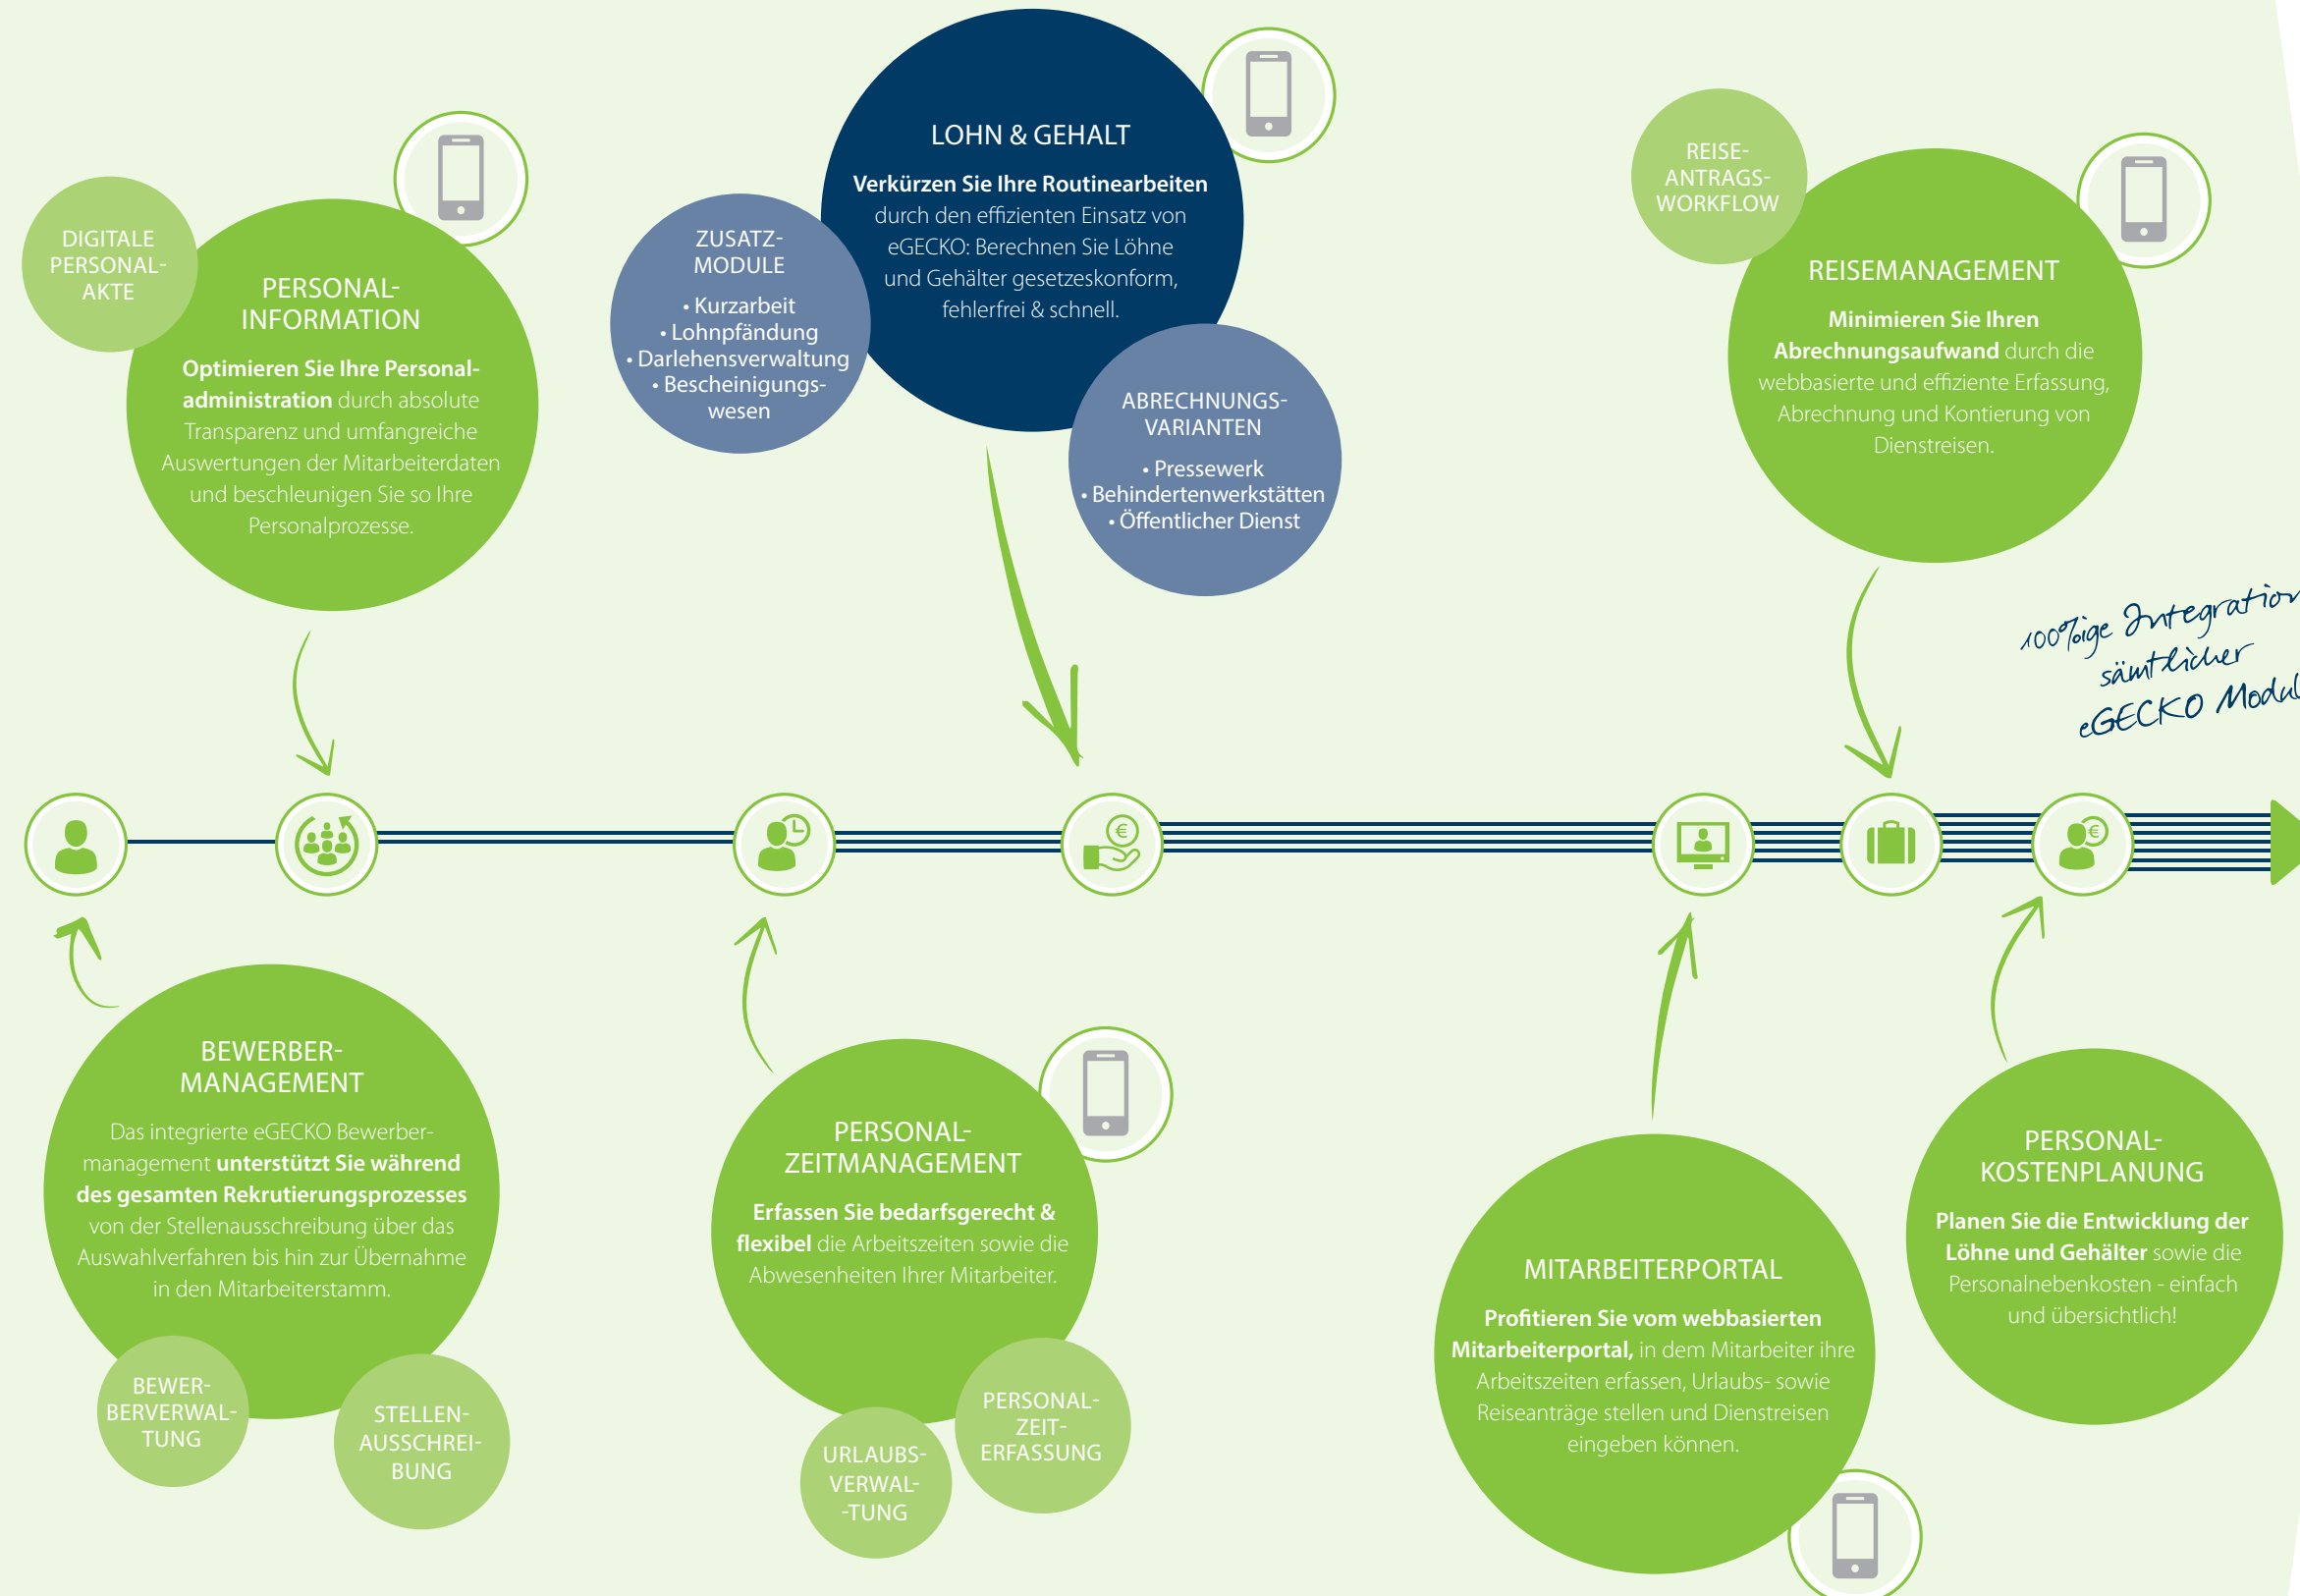 DIGITALE
PERSONAL-
AKTE
PERSONAL-
INFORMATION
Optimieren Sie Ihre Personal-
administration durch absolute
Transparenz und umfangreiche
Auswertungen der Mitarbeiterdaten
und beschleunigen Sie so Ihre
Personalprozesse.
LOHN & GEHALT
Verkürzen Sie Ihre Routinearbeiten
durch den effizienten Einsatz von
eGECKO: Berechnen Sie Löhne
und Gehälter gesetzeskonform,
fehlerfrei & schnell.
ZUSATZ-
MODULE
• Kurzarbeit
• Lohnpfändung
• Darlehensverwaltung
• Bescheinigungs-
wesen
ABRECHNUNGS-
VARIANTEN
• Pressewerk
• Behindertenwerkstätten
• Öffentlicher Dienst
REISE-
ANTRAGS-
WORKFLOW
REISEMANAGEMENT
Minimieren Sie Ihren
Abrechnungsaufwand durch die
webbasierte und effiziente Erfassung,
Abrechnung und Kontierung von
Dienstreisen.
100%ige Integration
sämtlicher
eGECKO
€
€
BEWERBER-
MANAGEMENT
Das integrierte eGECKO Bewerber-
management unterstützt Sie während
des gesamten Rekrutierungsprozesses
von der Stellenausschreibung über das
Auswahlverfahren bis hin zur Übernahme
in den Mitarbeiterstamm.
BEWER-
BERVERWAL-
TUNG
STELLEN-
AUSSCHREI-
BUNG
PERSONAL-
ZEITMANAGEMENT
Erfassen Sie bedarfsgerecht &
flexibel die Arbeitszeiten sowie die
Abwesenheiten Ihrer Mitarbeiter.
URLAUBS-
VERWAL-
-TUNG
PERSONAL-
ZEIT-
ERFASSUNG
MITARBEITERPORTAL
Profitieren Sie vom webbasierten
Mitarbeiterportal, in dem Mitarbeiter ihre
Arbeitszeiten erfassen, Urlaubs- sowie
Reiseanträge stellen und Dienstreisen
eingeben können.
PERSONAL-
KOSTENPLANUNG
Planen Sie die Entwicklung der
Löhne und Gehälter sowie die
Personalnebenkosten - einfach
und übersichtlich!